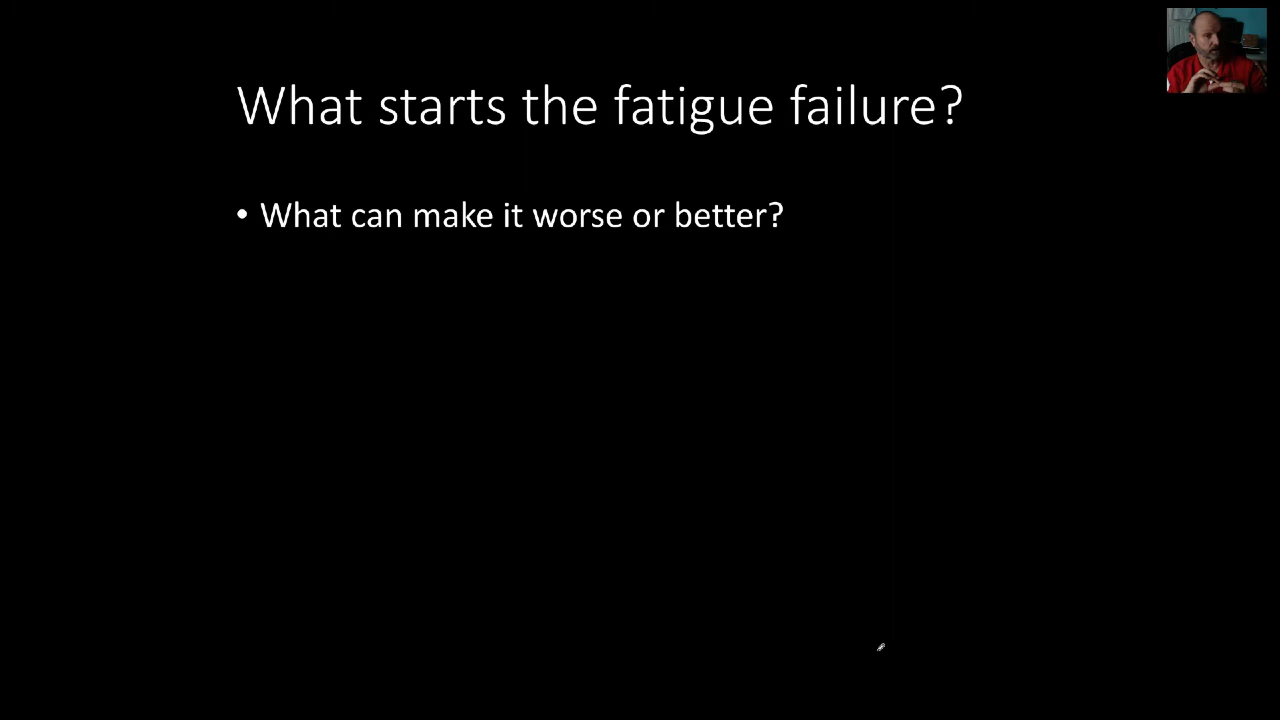 What starts the fatigue failure?
• What can make it worse or better?